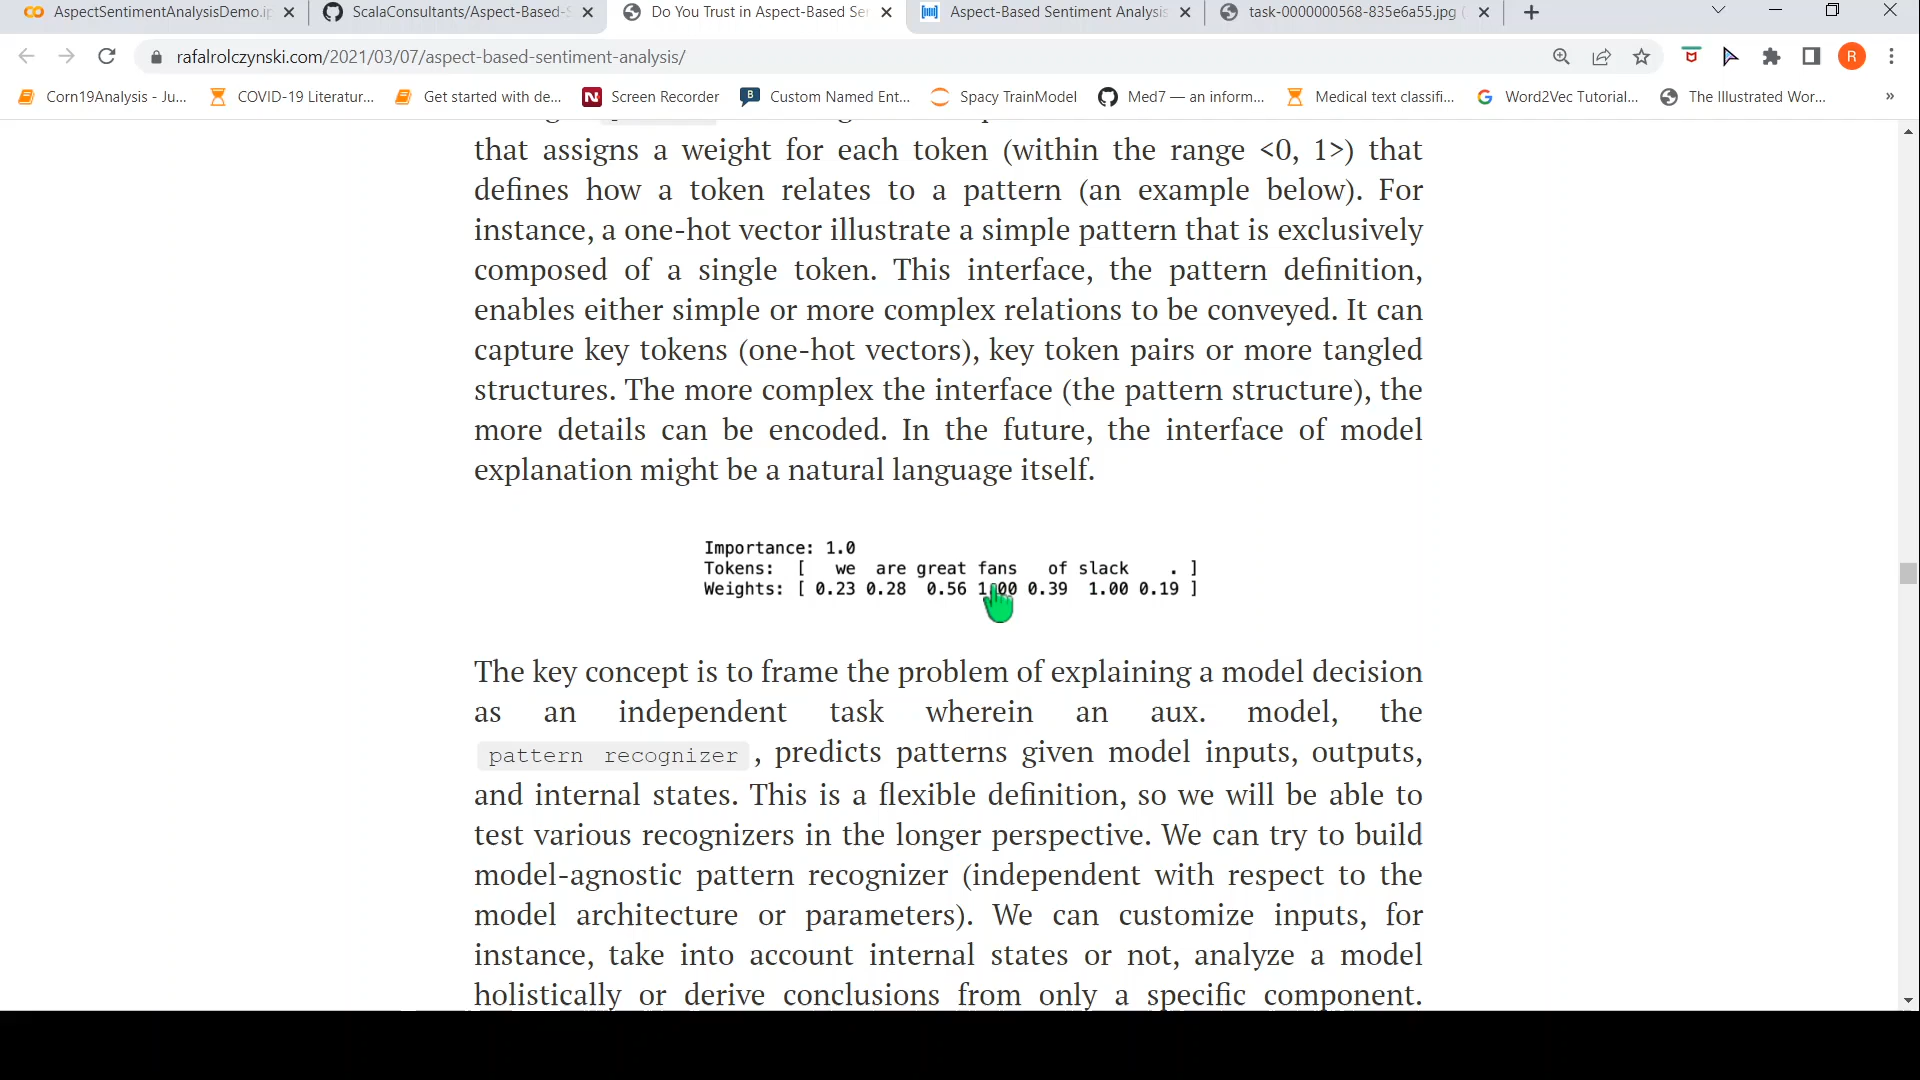 AspectSentimentAnalysisDemo.ip
ScalaConsultants/Aspect-Based-S
Do You Trust in Aspect-Based Sen
Aspect-Based Sentiment Analysis
task-0000000568-835e6a55.jpg (
rafalrolczynski.com/2021/03/07/aspect-based-sentiment-analysis/
R
Corn19Analysis - Ju...
COVID-19 Literatur...
Get started with de...
N
Screen Recorder
B
Custom Named Ent...
Spacy TrainModel
Med7 — an inform...
Medical text classifi...
G
Word2Vec Tutorial...
The Illustrated Wor...
»
that assigns a weight for each token (within the range <0, 1>) that
defines how a token relates to a pattern (an example below). For
instance, a one-hot vector illustrate a simple pattern that is exclusively
composed of a single token. This interface, the pattern definition,
enables either simple or more complex relations to be conveyed. It can
capture key tokens (one-hot vectors), key token pairs or more tangled
structures. The more complex the interface (the pattern structure), the
more details can be encoded. In the future, the interface of model
explanation might be a natural language itself.
Importance: 1.0
Tokens: [ we are great fans of slack . ]
Weights: [ 0.23 0.28 0.56 1.00 0.39 1.00 0.19 ]
The key concept is to frame the problem of explaining a model decision
as an independent task wherein an aux. model, the
pattern recognizer , predicts patterns given model inputs, outputs,
and internal states. This is a flexible definition, so we will be able to
test various recognizers in the longer perspective. We can try to build
model-agnostic pattern recognizer (independent with respect to the
model architecture or parameters). We can customize inputs, for
instance, take into account internal states or not, analyze a model
holistically or derive conclusions from only a specific component.